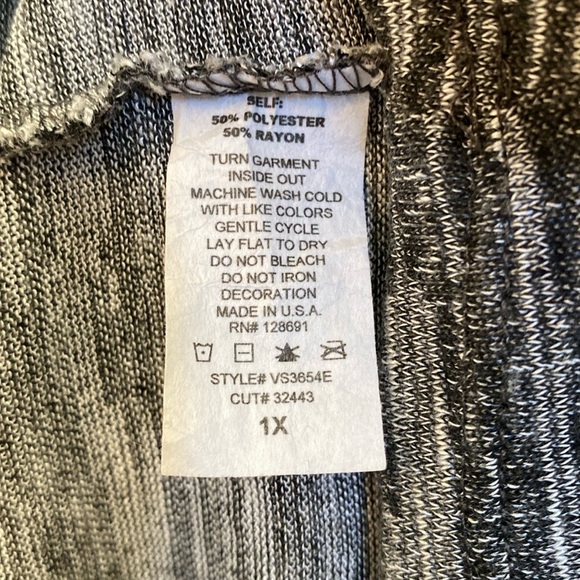 SELF:
50% POLYESTER
50% RAYON
TURN GARMENT
INSIDE OUT
MACHINE WASH COLD
WITH LIKE COLORS
GENTLE CYCLE
LAY FLAT TO DRY
DO NOT BLEACH
DO NOT IRON
DECORATION
MADE IN U.S.A.
RN# 128691
STYLE# VS3654E
CUT# 32443
1X